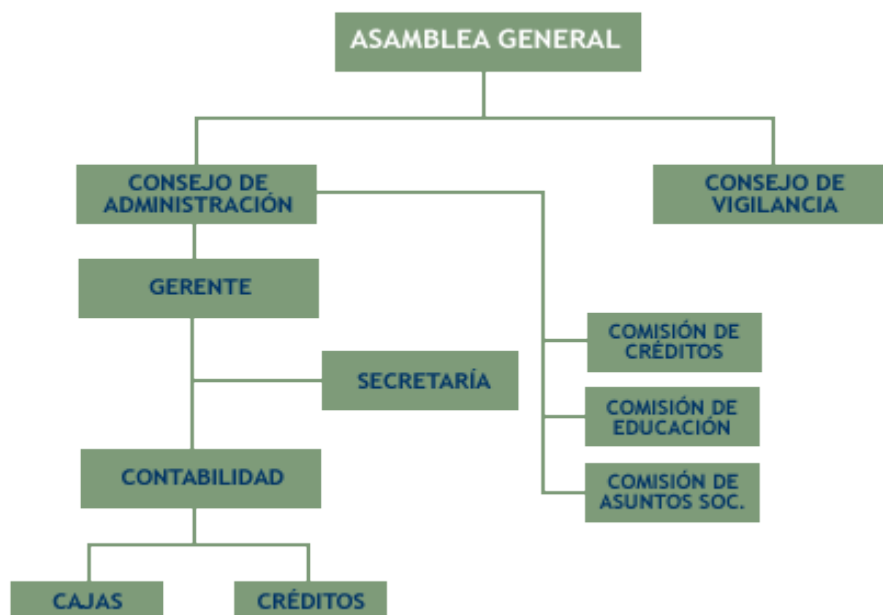 ASAMBLEA GENERAL
CONSEJO DE
ADMINISTRACIÓN
CONSEJO DE
VIGILANCIA
GERENTE
COMISIÓN DE
CRÉDITOS
SECRETARÍA
COMISIÓN DE
EDUCACIÓN
CONTABILIDAD
COMISIÓN DE
ASUNTOS SOC.
CAJAS
CRÉDITOS